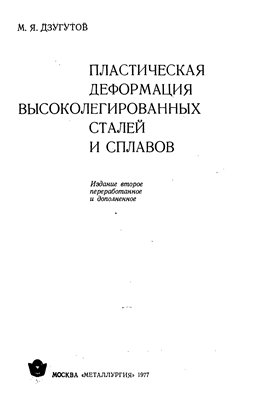 М. Я. ДЗУГУТОВ
ПЛАСТИЧЕСКАЯ
ДЕФОРМАЦИЯ
ВЫСОКОЛЕГИРОВАННЫХ
СТАЛЕЙ
И СПЛАВОВ
Издание второе
переработанное
и дополненное
МОСКВА «МЕТАЛЛУРГИЯ» 1977